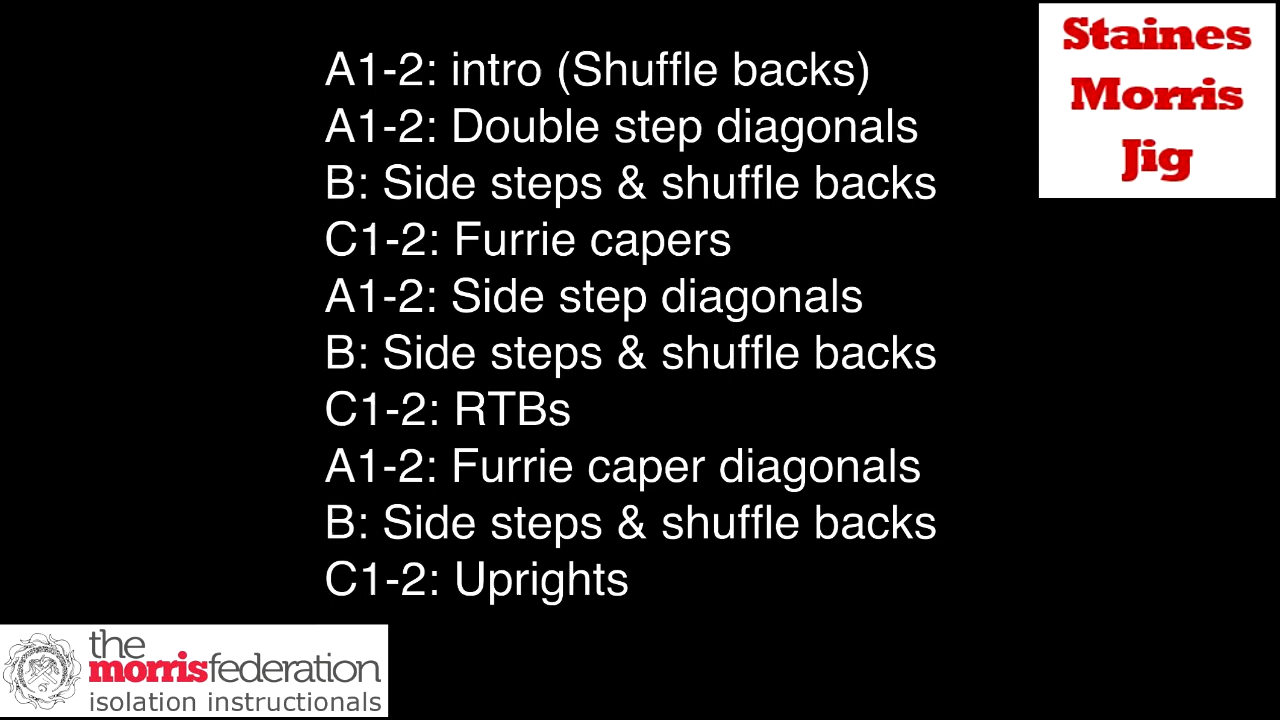 A1-2: intro (Shuffle backs)
A1-2: Double step diagonals
B: Side steps & shuffle backs
C1-2: Furrie capers
A1-2: Side step diagonals
B: Side steps & shuffle backs
C1-2: RTBs
A1-2: Furrie caper diagonals
B: Side steps & shuffle backs
C1-2: Uprights
Staines
Morris
Jig
the
morrisfederation
isolation instructionals